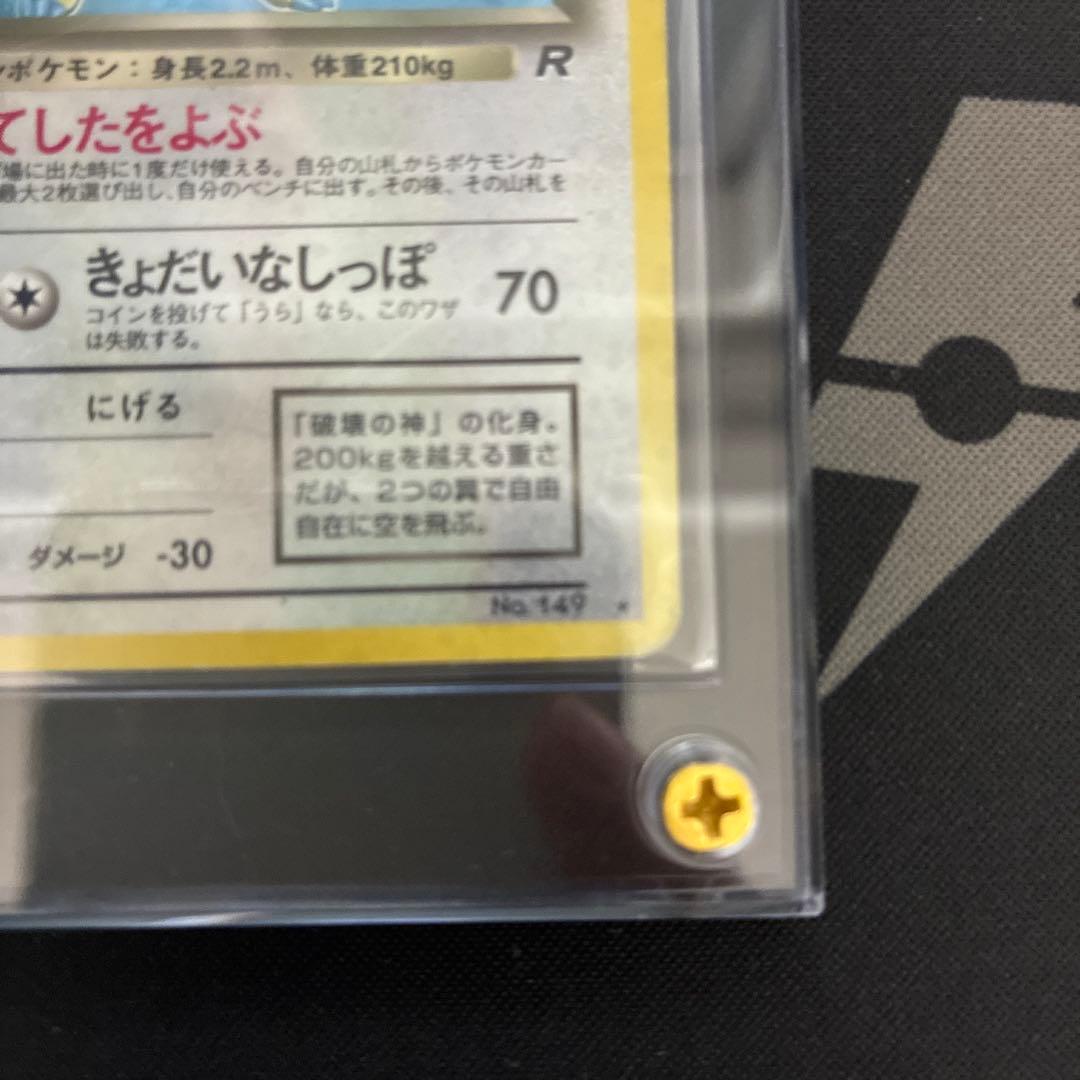 ポケモン：身長2.2m、体重210kg R
てしたをよぶ
場に出た時に1度だけ使える。自分の山札からポケモンカー
最大2枚選び出し、自分のベンチに出す。その後、その山札を
きょだいなしっぽ 70
コインを投げて「うら」なら、このワザ
は失敗する。
にげる
「破壊の神」の化身。
200kgを越える重さ
だが、2つの翼で自由
自在に空を飛ぶ。
ダメージ -30
No.149